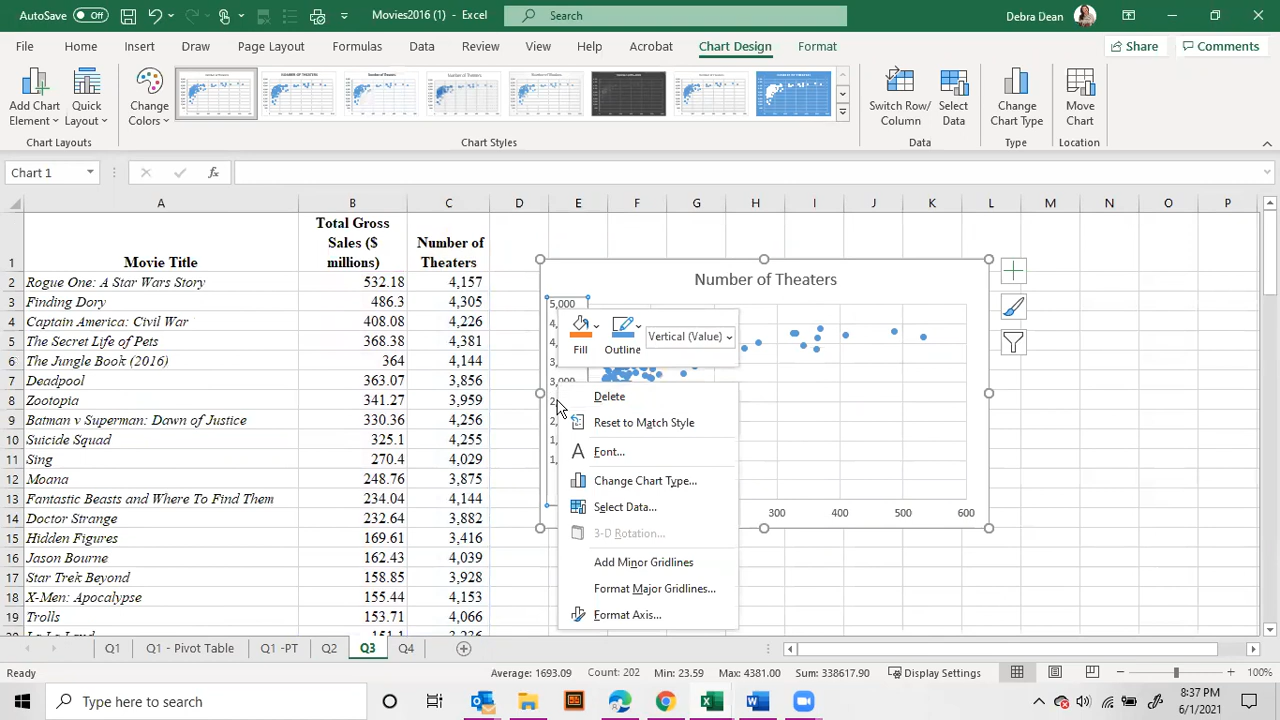 AutoSave Off Movies2016 (1) - Excel Search Debra Dean
File Home Insert Draw Page Layout Formulas Data Review View Help Acrobat Chart Design Format Share Comments
Add Chart Element Quick Layout Change Colors Switch Row/ Column Select Data Change Chart Type Move Chart
Chart Layouts Chart Styles Data Type Location
Chart 1 fx
A B C D E F G H I J K L M N O P
1 Movie Title Total Gross Sales ($ millions) Number of Theaters
2 Rogue One: A Star Wars Story 532.18 4,157
3 Finding Dory 486.3 4,305
4 Captain America: Civil War 408.08 4,226
5 The Secret Life of Pets 368.38 4,381
6 The Jungle Book (2016) 364 4,144
7 Deadpool 363.07 3,856
8 Zootopia 341.27 3,959
9 Batman v Superman: Dawn of Justice 330.36 4,256
10 Suicide Squad 325.1 4,255
11 Sing 270.4 4,029
12 Moana 248.76 3,875
13 Fantastic Beasts and Where To Find Them 234.04 4,144
14 Doctor Strange 232.64 3,882
15 Hidden Figures 169.61 3,416
16 Jason Bourne 162.43 4,039
17 Star Trek Beyond 158.85 3,928
18 X-Men: Apocalypse 155.44 4,153
19 Trolls 153.71 4,066
Number of Theaters
5,000
3,000
300 400 500 600
Fill Outline Vertical (Value)
Delete
Reset to Match Style
Font...
Change Chart Type...
Select Data...
3-D Rotation...
Add Minor Gridlines
Format Major Gridlines...
Format Axis...
Q1 Q1 - Pivot Table Q1 -PT Q2 Q3 Q4
Ready Average: 1693.09 Count: 202 Min: 23.59 Max: 4381.00 Sum: 338617.90 Display Settings 100%
Type here to search 8:37 PM
6/1/2021